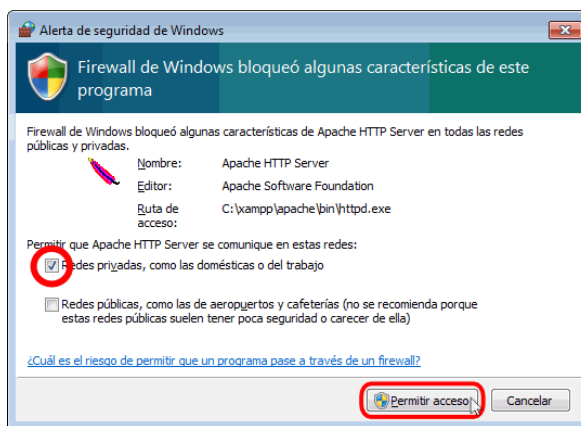 Alerta de seguridad de Windows
Firewall de Windows bloqueó algunas características de este
programa
Firewall de Windows bloqueó algunas características de Apache HTTP Server en todas las redes
públicas y privadas.
Nombre: Apache HTTP Server
Editor: Apache Software Foundation
Ruta de C:\xampp\apache\bin\httpd.exe
acceso:
Permitir que Apache HTTP Server se comunique en estas redes:
Redes privadas, como las domésticas o del trabajo
Redes públicas, como las de aeropuertos y cafeterías (no se recomienda porque
estas redes públicas suelen tener poca seguridad o carecer de ella)
¿Cuál es el riesgo de permitir que un programa pase a través de un firewall?
Permitir acceso Cancelar